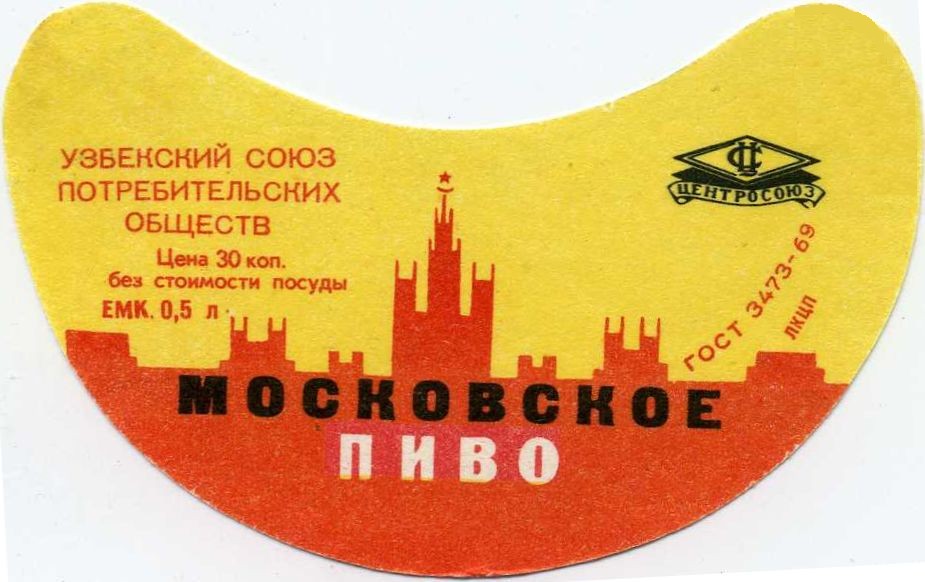 УЗБЕКСКИЙ СОЮЗ
ПОТРЕБИТЕЛЬСКИХ
ОБЩЕСТВ
Цена 30 коп.
без стоимости посуды
ЕМК. 0,5 л
СЦ
ЦЕНТРОСОЮЗ
ГОСТ 3473-69
ЛКЦП
МОСКОВСКОЕ
ПИВО